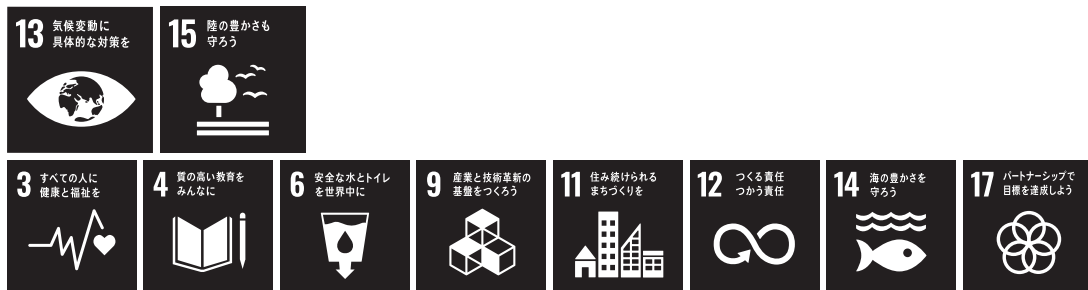 13 気候変動に
具体的な対策を
15 陸の豊かさも
守ろう
3 すべての人に
健康と福祉を
4 質の高い教育を
みんなに
6 安全な水とトイレ
を世界中に
9 産業と技術革新の
基盤をつくろう
11 住み続けられる
まちづくりを
12 つくる責任
つかう責任
14 海の豊かさを
守ろう
17 パートナーシップで
目標を達成しよう